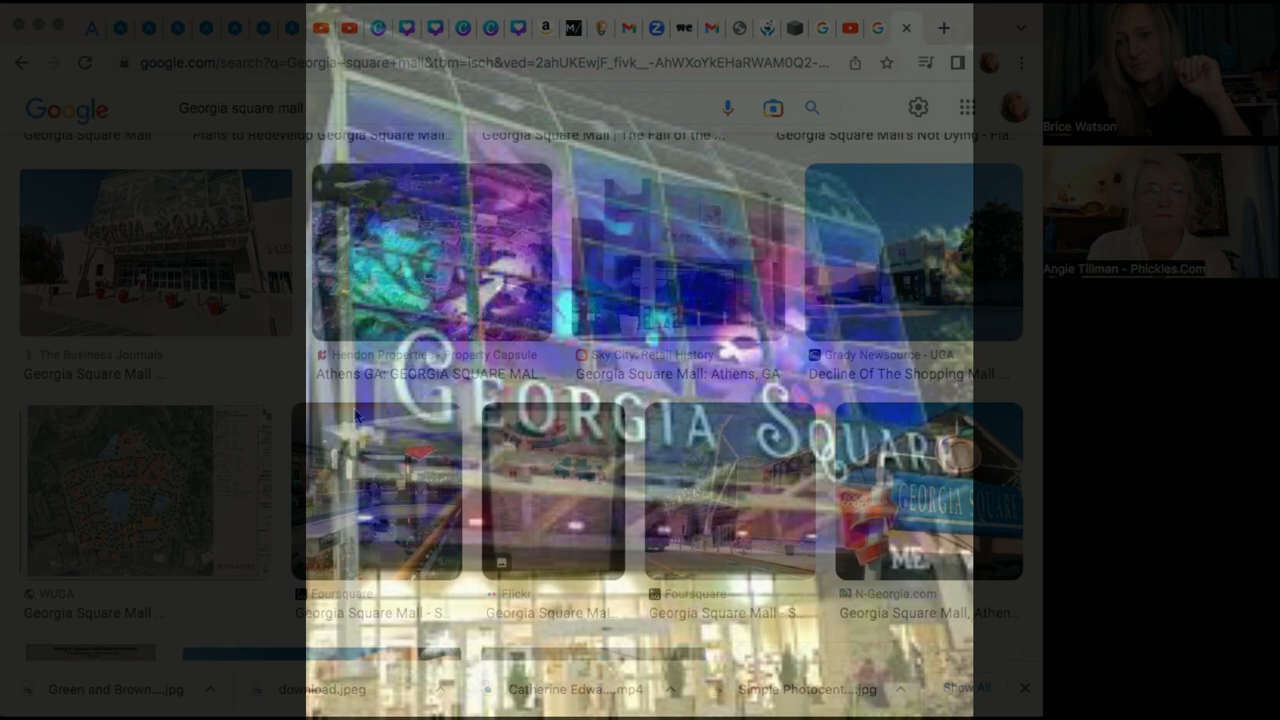 google.com/search?q=Georgia+square+mall&tbm=isch&ved=2ahUKEwjF_fivk__-AhWXoYkEHaRWAM0Q2-...
Google
Georgia square mall
Georgia Square Mall
Plans to Redevelop Georgia Square Mall...
Georgia Square Mall | The Fall of the ...
Georgia Square Mall's Not Dying - Fla...
GEORGIA SQUARE
The Business Journals
Georgia Square Mall ...
Hendon Properties - Property Capsule
Athens GA: GEORGIA SQUARE MAL
Sky City: Retail History
Georgia Square Mall: Athens, GA
Grady Newsource - UGA
Decline Of The Shopping Mall ...
GEORGIA SQUARE
GEORGIA SQUARE
WUGA
Georgia Square Mall ...
Foursquare
Georgia Square Mall - S...
Flickr
Georgia Square Mal...
Foursquare
Georgia Square Mall - S...
N-Georgia.com
Georgia Square Mall, Athen...
Green and Brown....jpg
download.jpeg
Catherine Edwa....mp4
Simple Photocent....jpg
Show All
Brice Watson
Angie Tillman - Phickles.Com